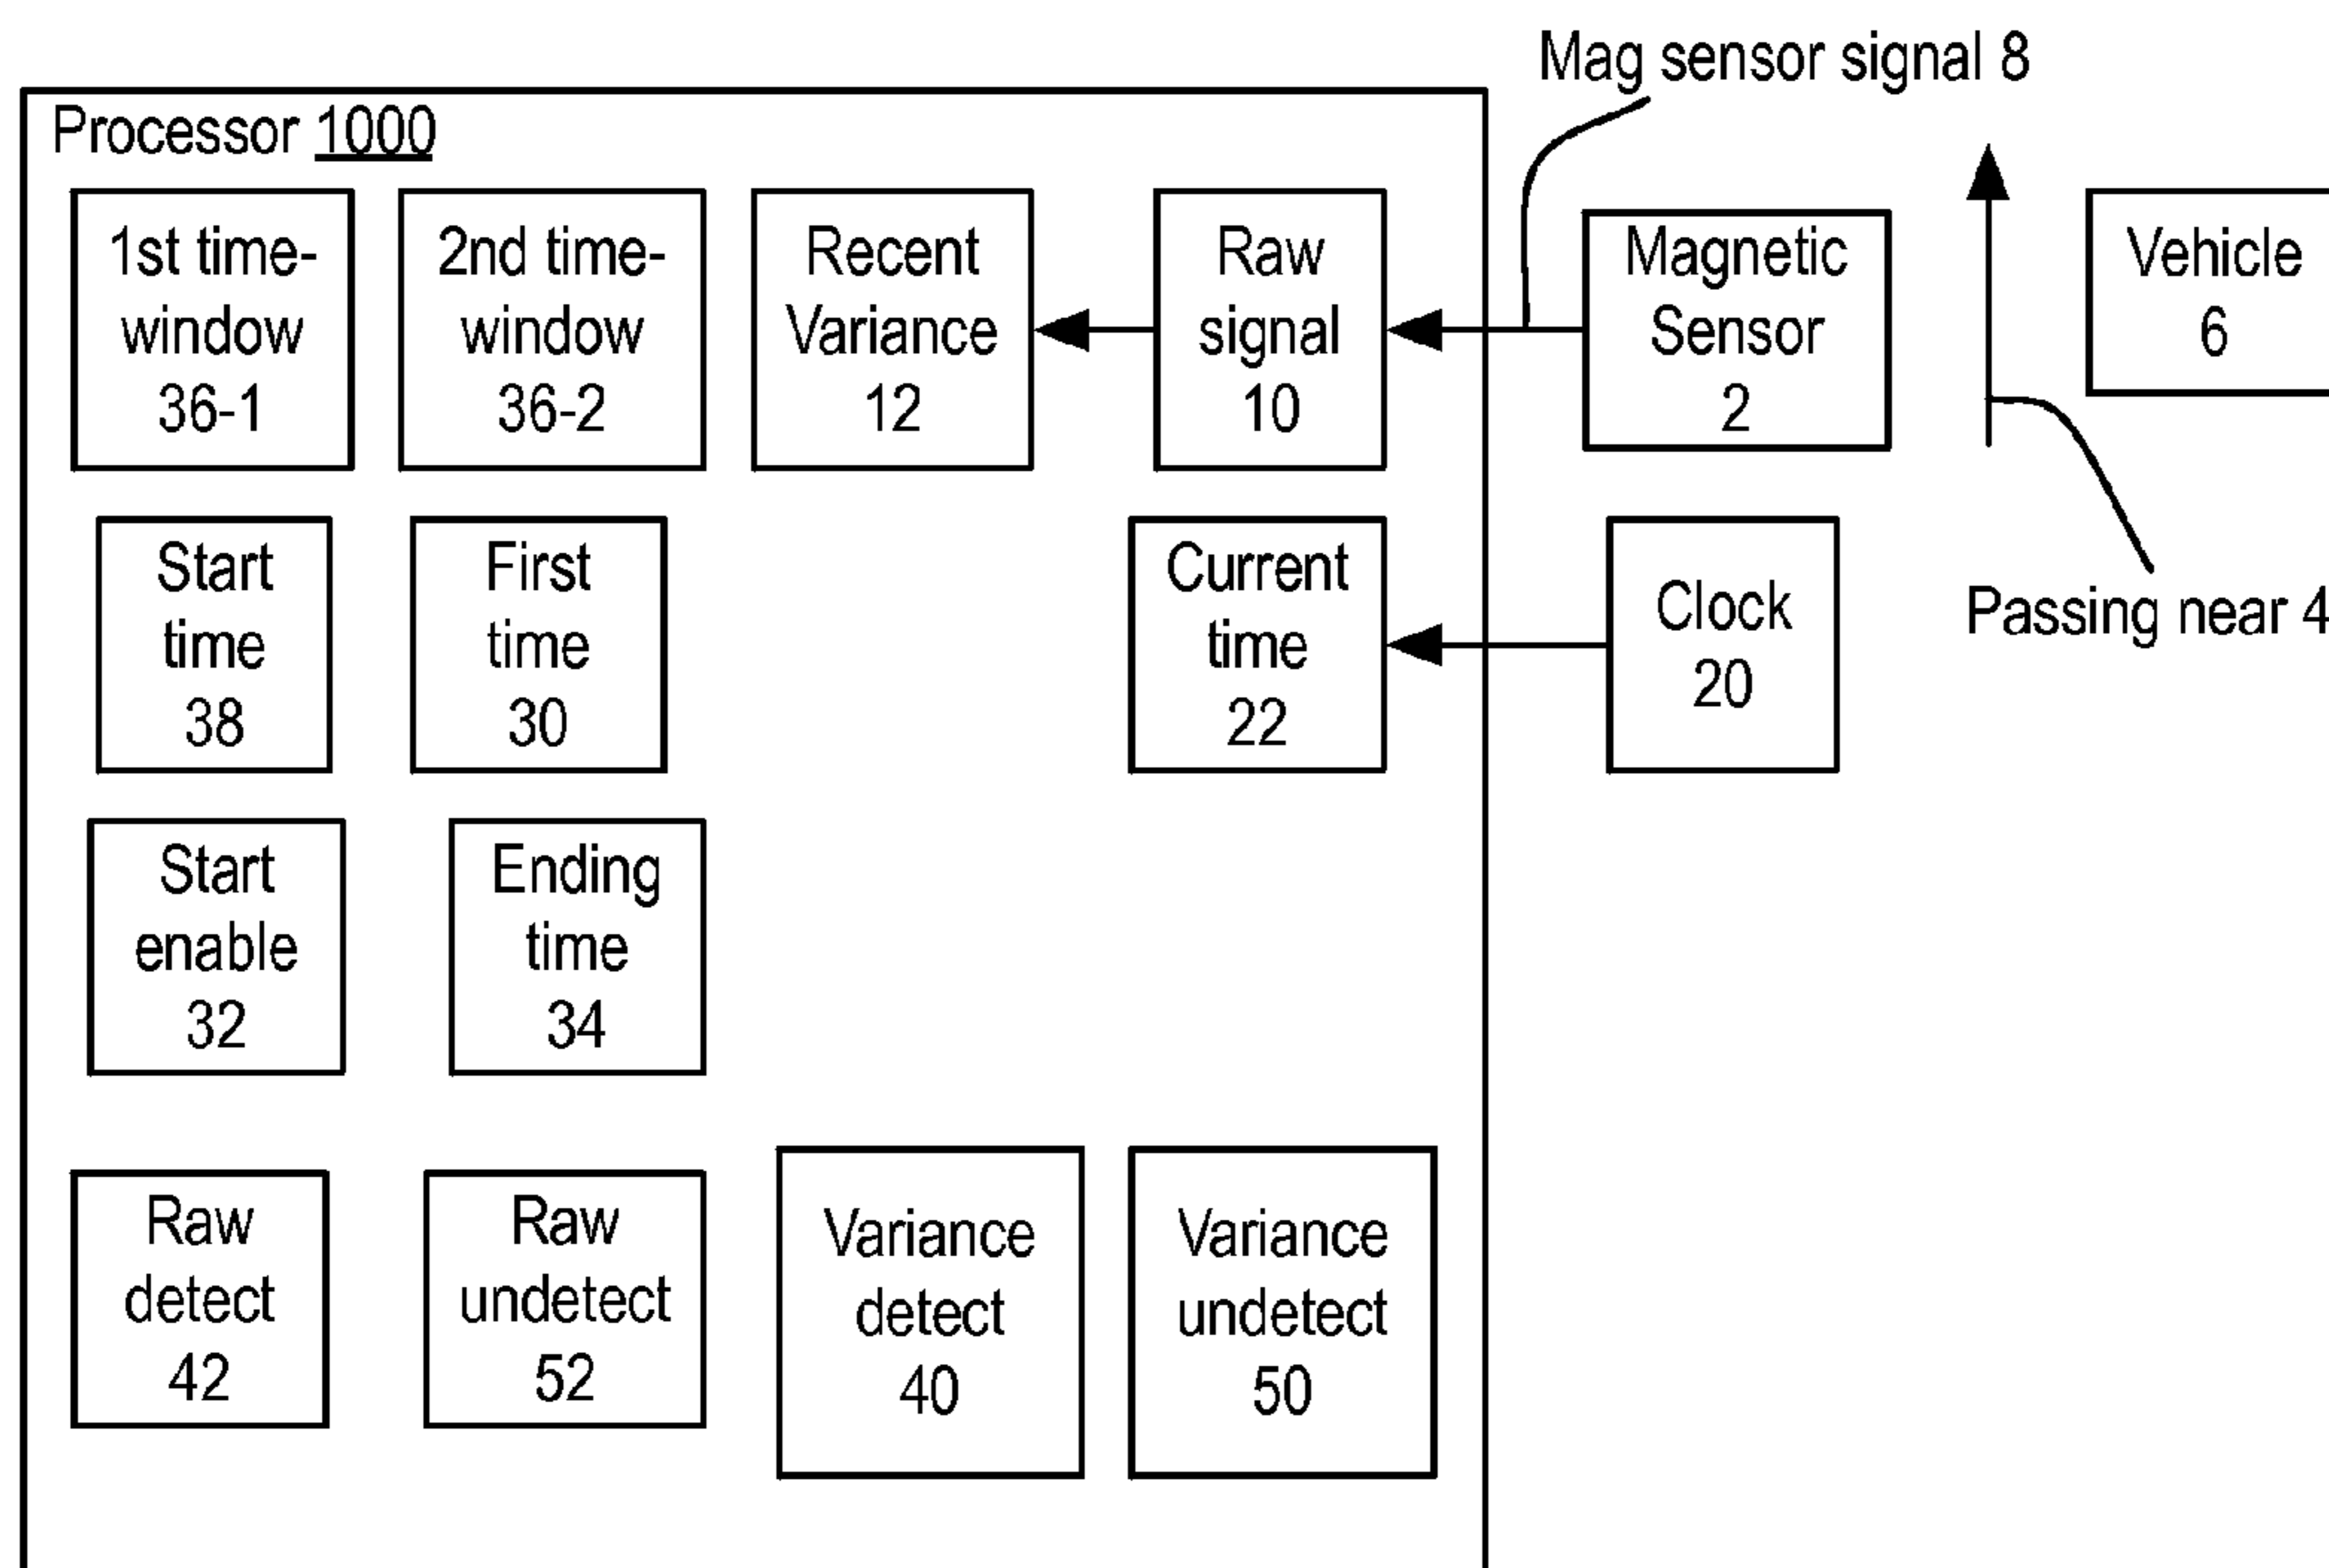 Mag sensor signal 8
Processor 1000
1st time-
window
36-1
2nd time-
window
36-2
Recent
Variance
12
Raw
signal
10
Magnetic
Sensor
2
Vehicle
6
Start
time
38
First
time
30
Current
time
22
Clock
20
Passing near 4
Start
enable
32
Ending
time
34
Raw
detect
42
Raw
undetect
52
Variance
detect
40
Variance
undetect
50